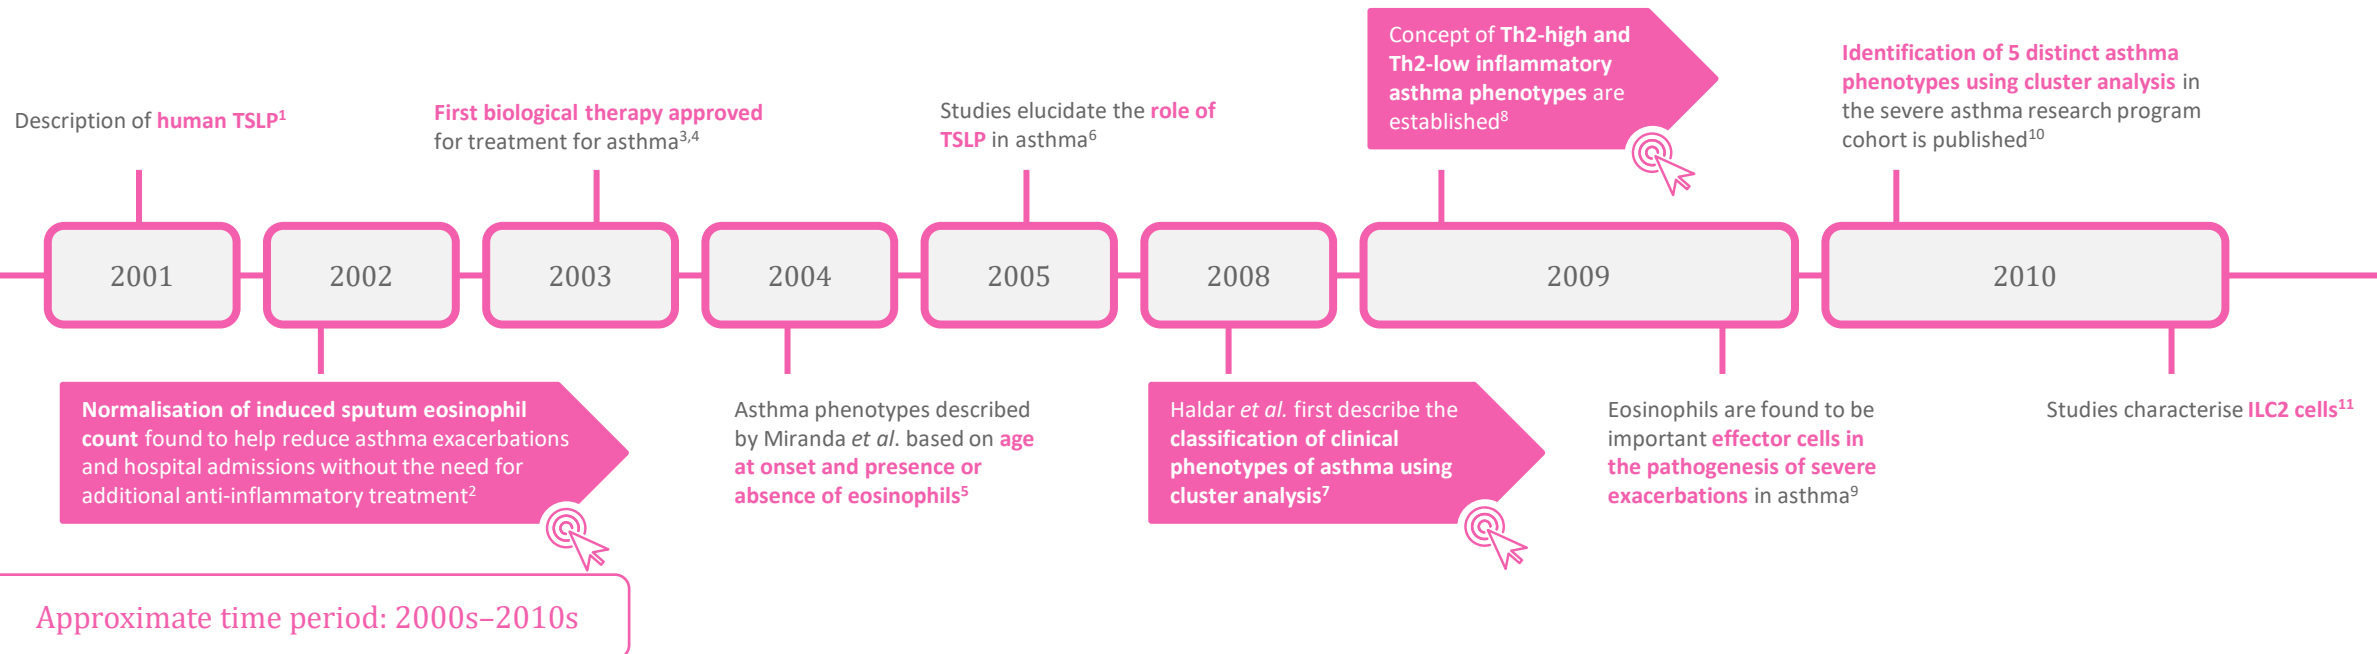 Description of human TSLP1
First biological therapy approved
for treatment for asthma3,4
Studies elucidate the role of
TSLP in asthma6
Concept of Th2-high and
Th2-low inflammatory
asthma phenotypes are
established8
Identification of 5 distinct asthma
phenotypes using cluster analysis in
the severe asthma research program
cohort is published10
2001
2002
2003
2004
2005
2008
2009
2010
Normalisation of induced sputum eosinophil
count found to help reduce asthma exacerbations
and hospital admissions without the need for
additional anti-inflammatory treatment2
Asthma phenotypes described
by Miranda et al. based on age
at onset and presence or
absence of eosinophils5
Haldar et al. first describe the
classification of clinical
phenotypes of asthma using
cluster analysis7
Eosinophils are found to be
important effector cells in
the pathogenesis of severe
exacerbations in asthma9
Studies characterise ILC2 cells11
Approximate time period: 2000s–2010s